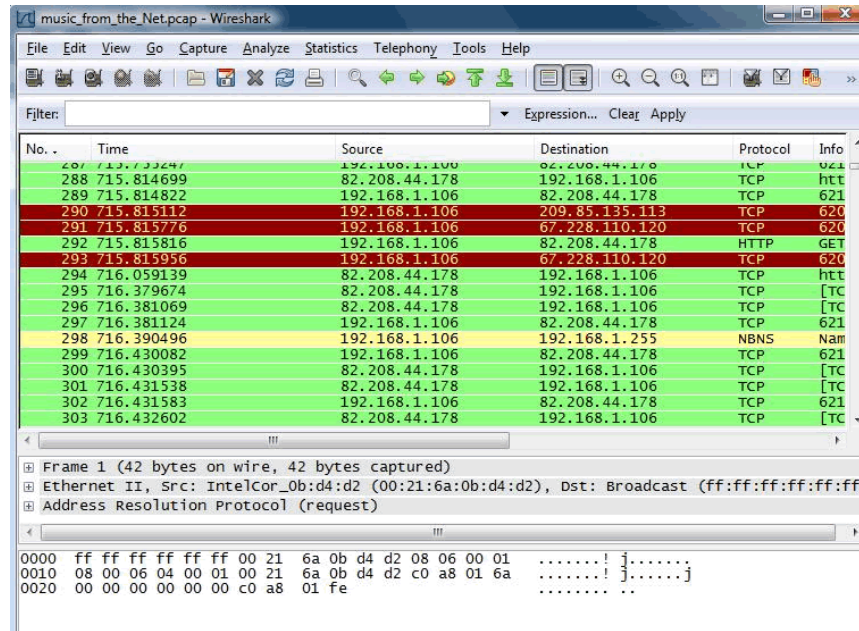 music_from_the_Net.pcap - Wireshark
File Edit View Go Capture Analyze Statistics Telephony Tools Help
Filter: Expression... Clear Apply
No. . Time Source Destination Protocol Info
287 715.755247 192.168.1.106 82.208.44.178 TCP 621
288 715.814699 82.208.44.178 192.168.1.106 TCP htt
289 715.814822 192.168.1.106 82.208.44.178 TCP 621
290 715.815112 192.168.1.106 209.85.135.113 TCP 620
291 715.815776 192.168.1.106 67.228.110.120 TCP 620
292 715.815816 192.168.1.106 82.208.44.178 HTTP GET
293 715.815956 192.168.1.106 67.228.110.120 TCP 620
294 716.059139 82.208.44.178 192.168.1.106 TCP htt
295 716.379674 82.208.44.178 192.168.1.106 TCP [TC
296 716.381069 82.208.44.178 192.168.1.106 TCP [TC
297 716.381124 192.168.1.106 82.208.44.178 TCP 621
298 716.390496 192.168.1.106 192.168.1.255 NBNS Nam
299 716.430082 192.168.1.106 82.208.44.178 TCP 621
300 716.430395 82.208.44.178 192.168.1.106 TCP [TC
301 716.431538 82.208.44.178 192.168.1.106 TCP [TC
302 716.431583 192.168.1.106 82.208.44.178 TCP 621
303 716.432602 82.208.44.178 192.168.1.106 TCP [TC
Frame 1 (42 bytes on wire, 42 bytes captured)
Ethernet II, Src: IntelCor_0b:d4:d2 (00:21:6a:0b:d4:d2), Dst: Broadcast (ff:ff:ff:ff:ff:ff
Address Resolution Protocol (request)
0000 ff ff ff ff ff ff 00 21 6a 0b d4 d2 08 06 00 01 .......! j.......
0010 08 00 06 04 00 01 00 21 6a 0b d4 d2 c0 a8 01 6a .......! j......j
0020 00 00 00 00 00 00 c0 a8 01 fe ........ ..